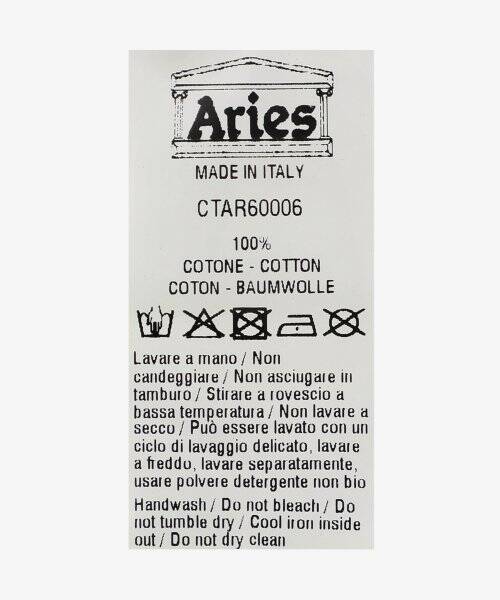 Aries
MADE IN ITALY
CTAR60006
100%
COTONE - COTTON
COTON - BAUMWOLLE
Lavare a mano / Non
candeggiare / Non asciugare in
tamburo / Stirare a rovescio a
bassa temperatura / Non lavare a
secco / Può essere lavato con un
ciclo di lavaggio delicato, lavare
a freddo, lavare separatamente,
usare polvere detergente non bio
Handwash / Do not bleach / Do
not tumble dry / Cool iron inside
out / Do not dry clean